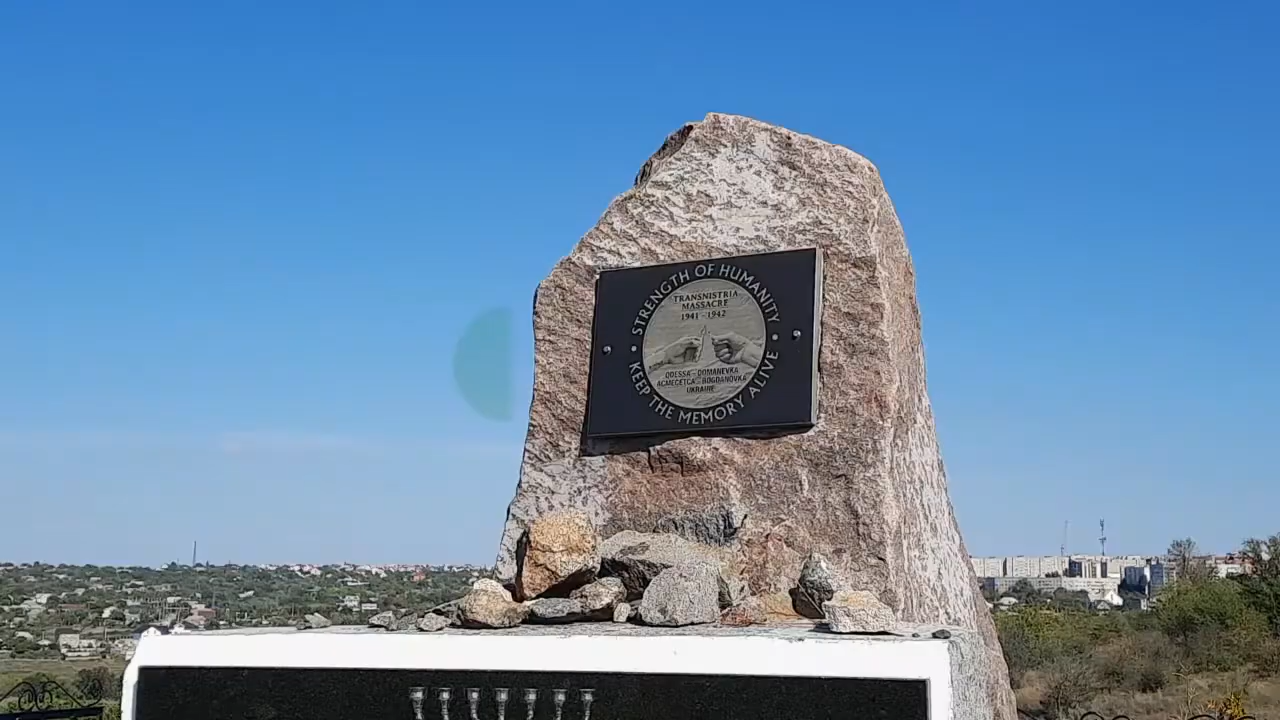 STRENGTH OF HUMANITY
TRANSNISTRIA
MASSACRE
1941 - 1942
ODESSA - DOMANEVKA
ACMECETCA - BOGDANOVKA
UKRAINE
KEEP THE MEMORY ALIVE